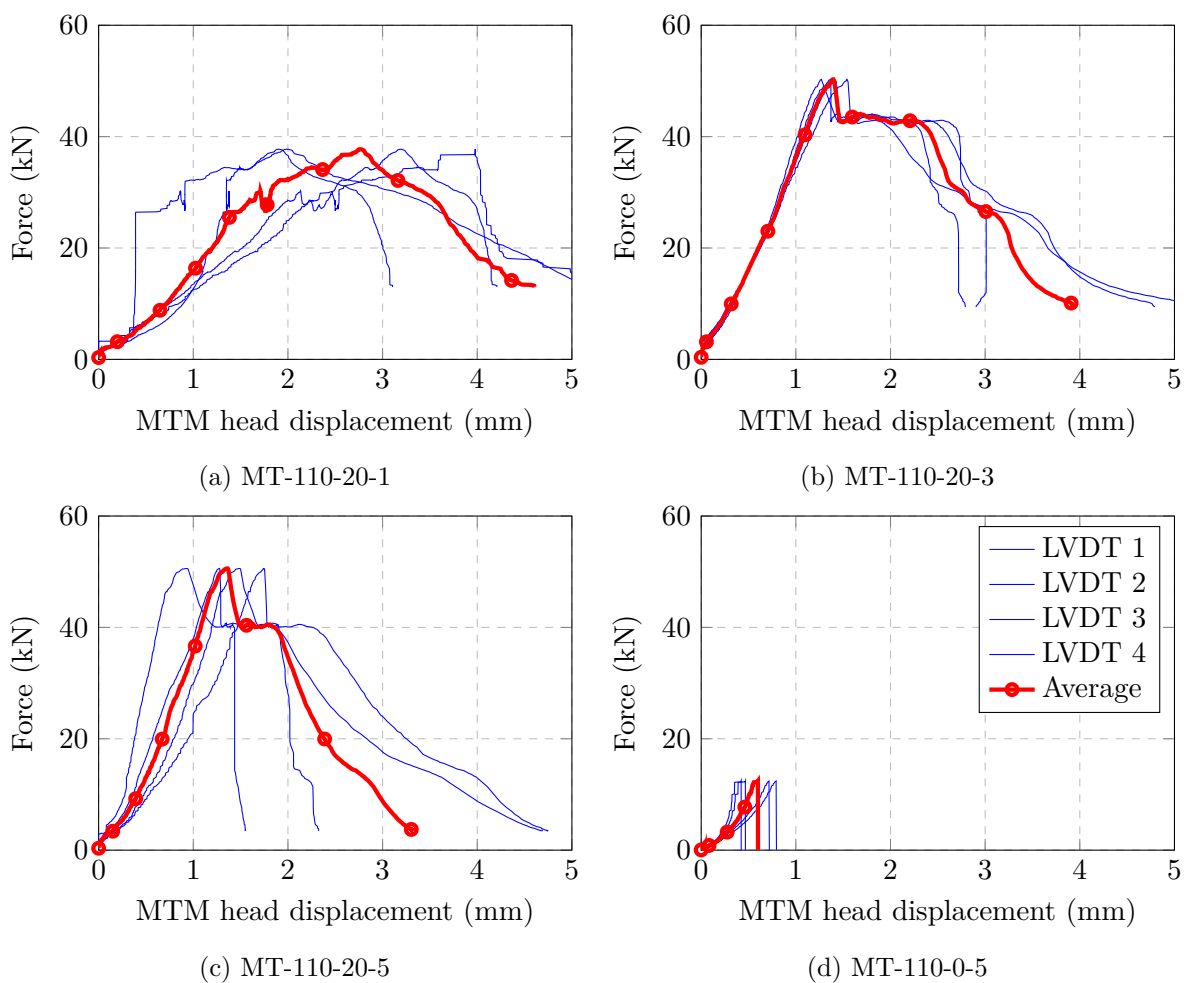 60
40
20
0
Force (kN)
0 1 2 3 4 5
MTM head displacement (mm)
(a) MT-110-20-1
60
40
20
0
Force (kN)
0 1 2 3 4 5
MTM head displacement (mm)
(b) MT-110-20-3
60
40
20
0
Force (kN)
0 1 2 3 4 5
MTM head displacement (mm)
(c) MT-110-20-5
60
40
20
0
Force (kN)
LVDT 1
LVDT 2
LVDT 3
LVDT 4
Average
0 1 2 3 4 5
MTM head displacement (mm)
(d) MT-110-0-5